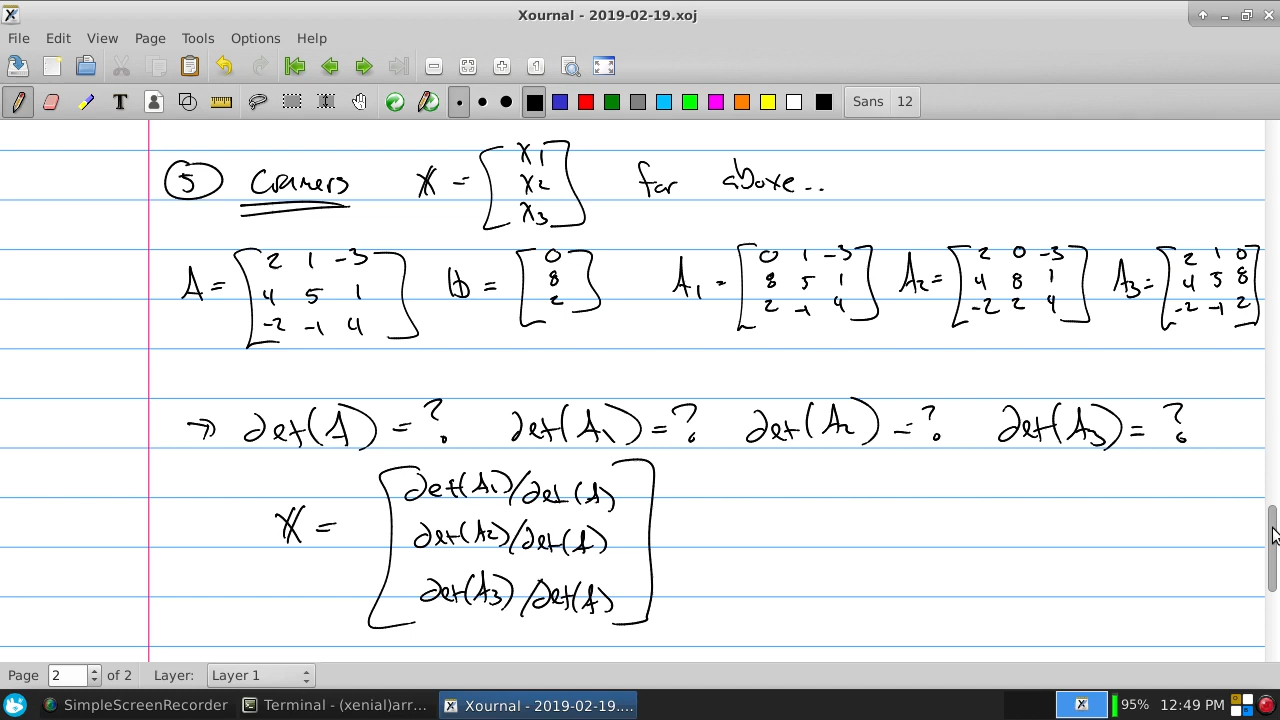 Xournal - 2019-02-19.xoj
File Edit View Page Tools Options Help
Sans 12
5 Cramers X = [x1 x2 x3] for above..
A = [2 1 -3; 4 5 1; -2 -1 4] b = [0 8 2] A1 = [0 1 -3; 8 5 1; 2 -1 4] A2 = [2 0 -3; 4 8 1; -2 2 4] A3 = [2 1 0; 4 5 8; -2 -1 2]
→ det(A) = ? det(A1) = ? det(A2) = ? det(A3) = ?
det(A1)/det(A)
X = det(A2)/det(A)
det(A3)/det(A)
Page 2 of 2 Layer: Layer 1
SimpleScreenRecorder Terminal - (xenial)arr... Xournal - 2019-02-19.... 95% 12:49 PM